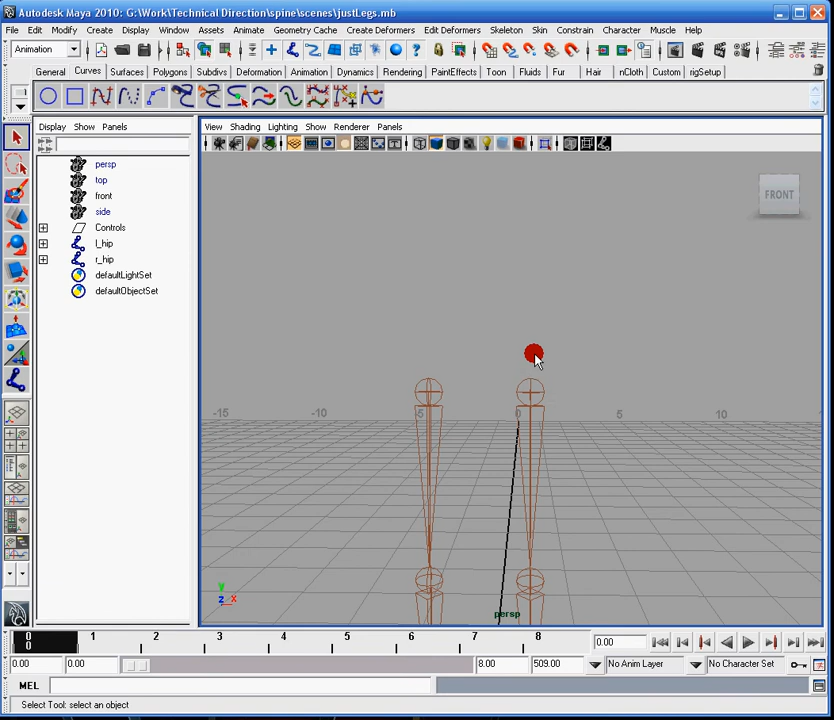 Autodesk Maya 2010: G:\Work\Technical Direction\spine\scenes\justLegs.mb
File Edit Modify Create Display Window Assets Animate Create Deformers Edit Deformers Skeleton Skin Constrain Character Muscle Help
Animation
General Curves Surfaces Polygons Subdivs Deformation Animation Dynamics Rendering PaintEffects Toon Fluids Fur Hair nCloth Custom rigSetup
Display Show Panels
View Shading Lighting Show Renderer Panels
persp
top
front
side
Controls
l_hip
r_hip
defaultLightSet
defaultObjectSet
FRONT
-15 -10 -5 0 5 10
Y
Z X
persp
0 1 2 3 4 5 6 7 8
0
0.00
0.00 0.00 8.00 509.00 No Anim Layer No Character Set
MEL
Select Tool: select an object